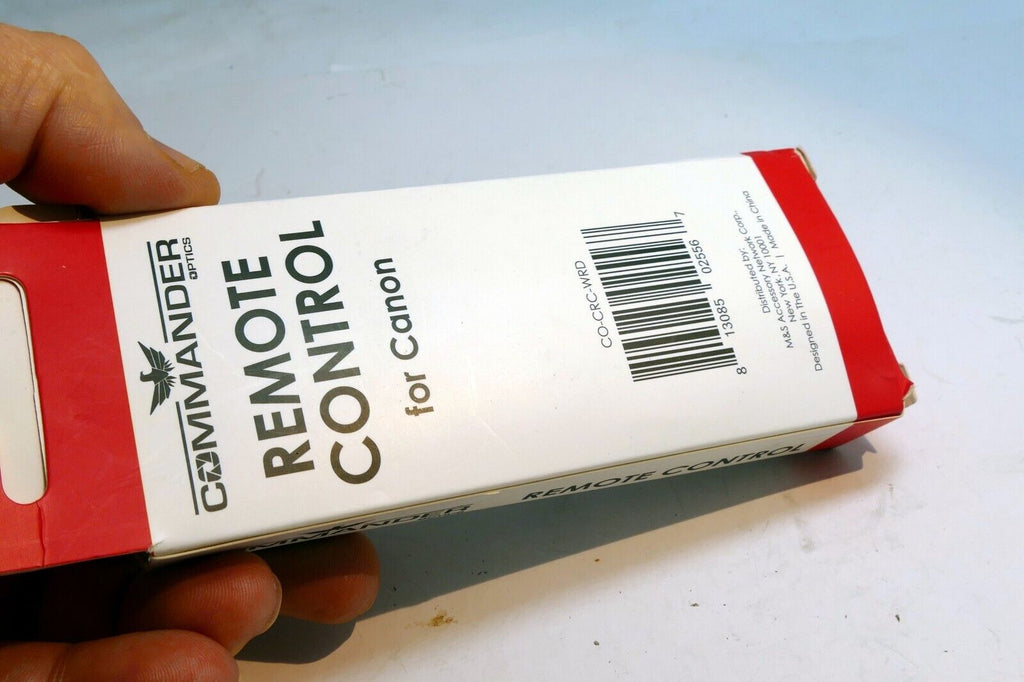 COMMANDER
OPTICS
REMOTE
CONTROL
for Canon
CO-CRC-WRD
8 13085 02556 7
Distributed by:
M&S Accessory Network Corp.
New York, NY 10001
Designed in the U.S.A. | Made in China
COMMANDER REMOTE CONTROL